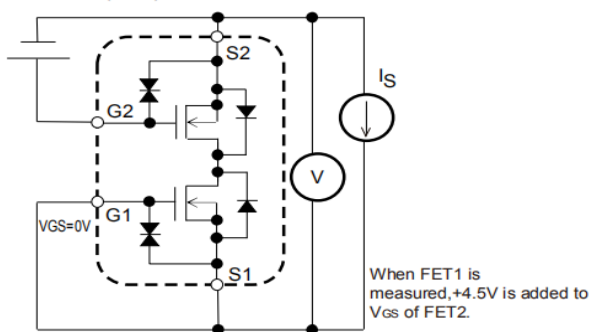 S2
IS
G2
V
G1
VGS=0V
S1
When FET1 is
measured,+4.5V is added to
VGS of FET2.